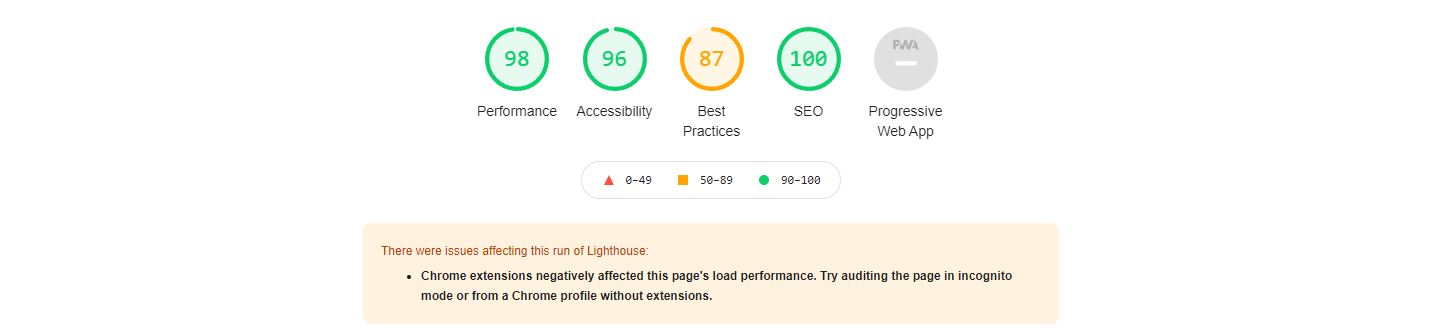 98 96 87 100 PWA
Performance Accessibility Best SEO Progressive
Practices Web App
0–49 50–89 90–100
There were issues affecting this run of Lighthouse:
• Chrome extensions negatively affected this page's load performance. Try auditing the page in incognito
mode or from a Chrome profile without extensions.